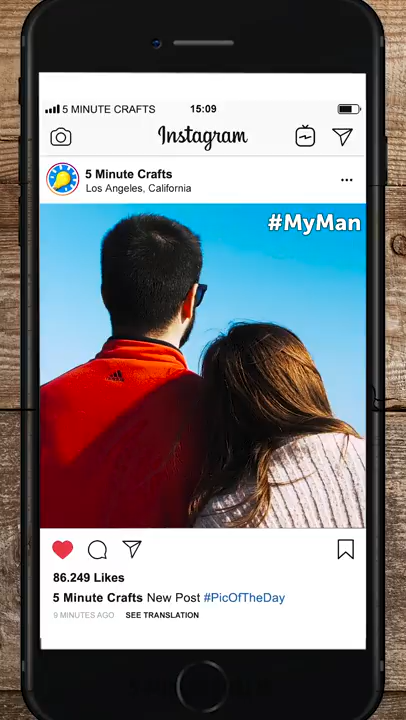 5 MINUTE CRAFTS 15:09
Instagram
5 Minute Crafts
Los Angeles, California
#MyMan
86.249 Likes
5 Minute Crafts New Post #PicOfTheDay
9 MINUTES AGO SEE TRANSLATION